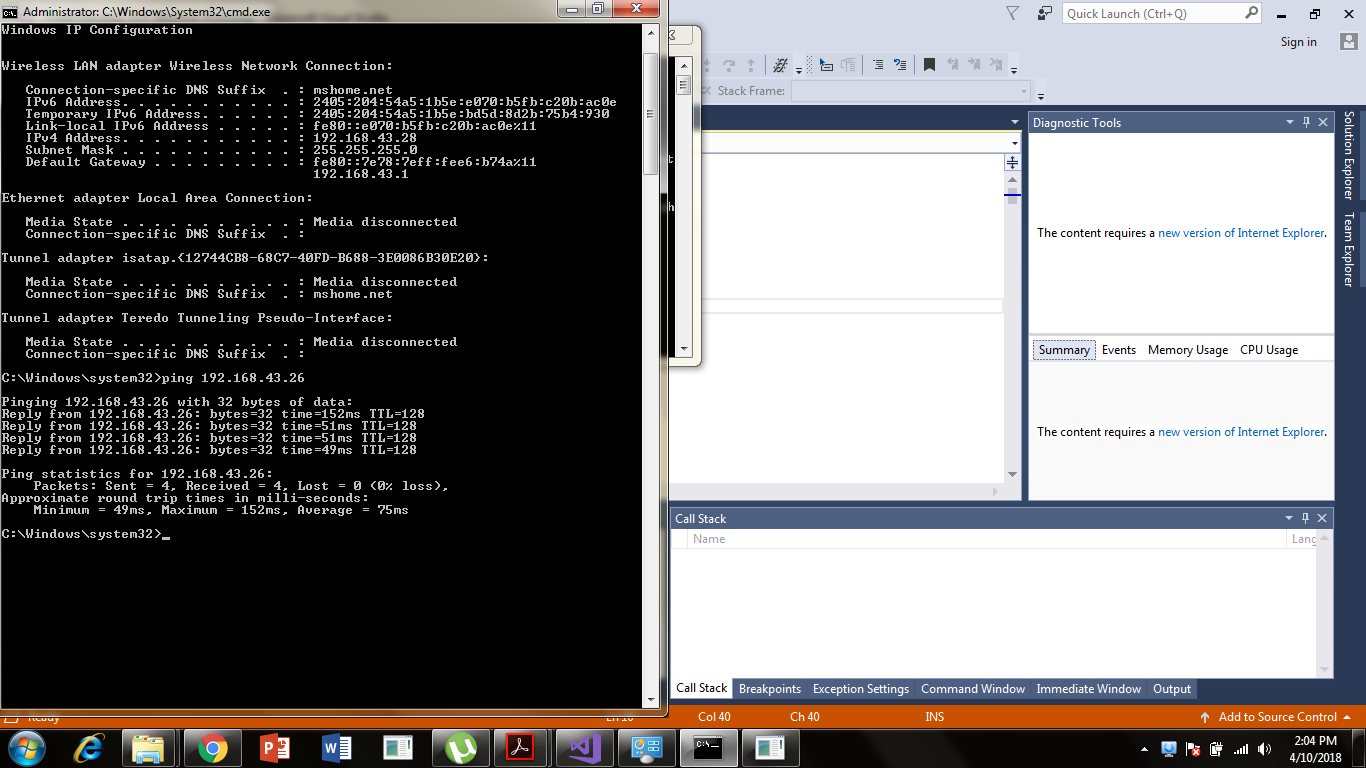 Administrator: C:\Windows\System32\cmd.exe
Windows IP Configuration
Wireless LAN adapter Wireless Network Connection:
Connection-specific DNS Suffix . : mshome.net
IPv6 Address. . . . . . . . . . . : 2405:204:54a5:1b5e:e070:b5fb:c20b:ac0e
Temporary IPv6 Address. . . . . . : 2405:204:54a5:1b5e:bd5d:8d2b:75b4:930
Link-local IPv6 Address . . . . . : fe80::e070:b5fb:c20b:ac0e%11
IPv4 Address. . . . . . . . . . . : 192.168.43.28
Subnet Mask . . . . . . . . . . . : 255.255.255.0
Default Gateway . . . . . . . . . : fe80::7e78:7eff:fee6:b74a%11
192.168.43.1
Ethernet adapter Local Area Connection:
Media State . . . . . . . . . . . : Media disconnected
Connection-specific DNS Suffix . :
Tunnel adapter isatap.{12744CB8-68C7-40FD-B688-3E0086B30E20}:
Media State . . . . . . . . . . . : Media disconnected
Connection-specific DNS Suffix . : mshome.net
Tunnel adapter Teredo Tunneling Pseudo-Interface:
Media State . . . . . . . . . . . : Media disconnected
Connection-specific DNS Suffix . :
C:\Windows\system32>ping 192.168.43.26
Pinging 192.168.43.26 with 32 bytes of data:
Reply from 192.168.43.26: bytes=32 time=152ms TTL=128
Reply from 192.168.43.26: bytes=32 time=51ms TTL=128
Reply from 192.168.43.26: bytes=32 time=51ms TTL=128
Reply from 192.168.43.26: bytes=32 time=49ms TTL=128
Ping statistics for 192.168.43.26:
Packets: Sent = 4, Received = 4, Lost = 0 (0% loss),
Approximate round trip times in milli-seconds:
Minimum = 49ms, Maximum = 152ms, Average = 75ms
C:\Windows\system32>_
Quick Launch (Ctrl+Q)
Sign in
Stack Frame:
Diagnostic Tools
The content requires a new version of Internet Explorer.
Summary Events Memory Usage CPU Usage
The content requires a new version of Internet Explorer.
Solution Explorer
Team Explorer
Call Stack
Name Lang
Call Stack Breakpoints Exception Settings Command Window Immediate Window Output
Ready Col 40 Ch 40 INS Add to Source Control
2:04 PM
4/10/2018